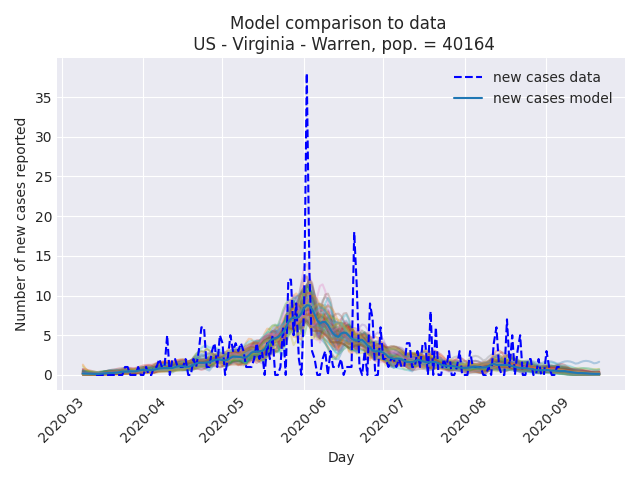 Model comparison to data
US - Virginia - Warren, pop. = 40164
new cases data
new cases model
Number of new cases reported
35
30
25
20
15
10
5
0
2020-03
2020-04
2020-05
2020-06
2020-07
2020-08
2020-09
Day